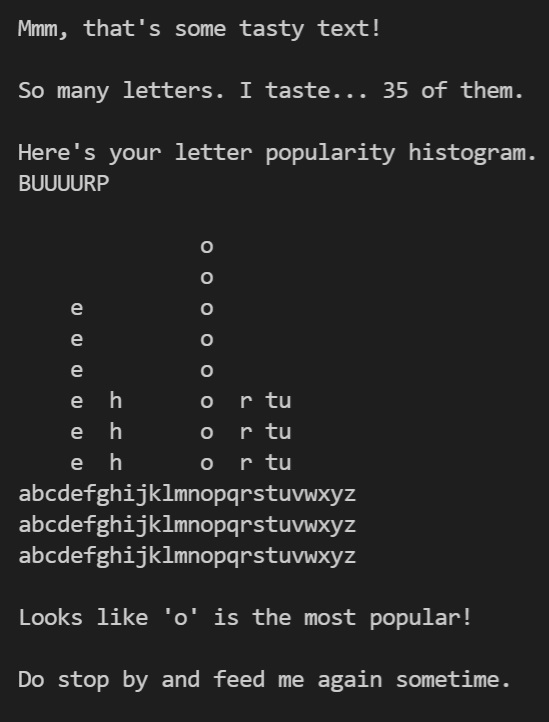 Mmm, that's some tasty text!

So many letters. I taste... 35 of them.

Here's your letter popularity histogram.
BUUUURP

              o
              o
    e         o
    e         o
    e         o
    e  h      o  r tu
    e  h      o  r tu
    e  h      o  r tu
abcdefghijklmnopqrstuvwxyz
abcdefghijklmnopqrstuvwxyz
abcdefghijklmnopqrstuvwxyz

Looks like 'o' is the most popular!

Do stop by and feed me again sometime.